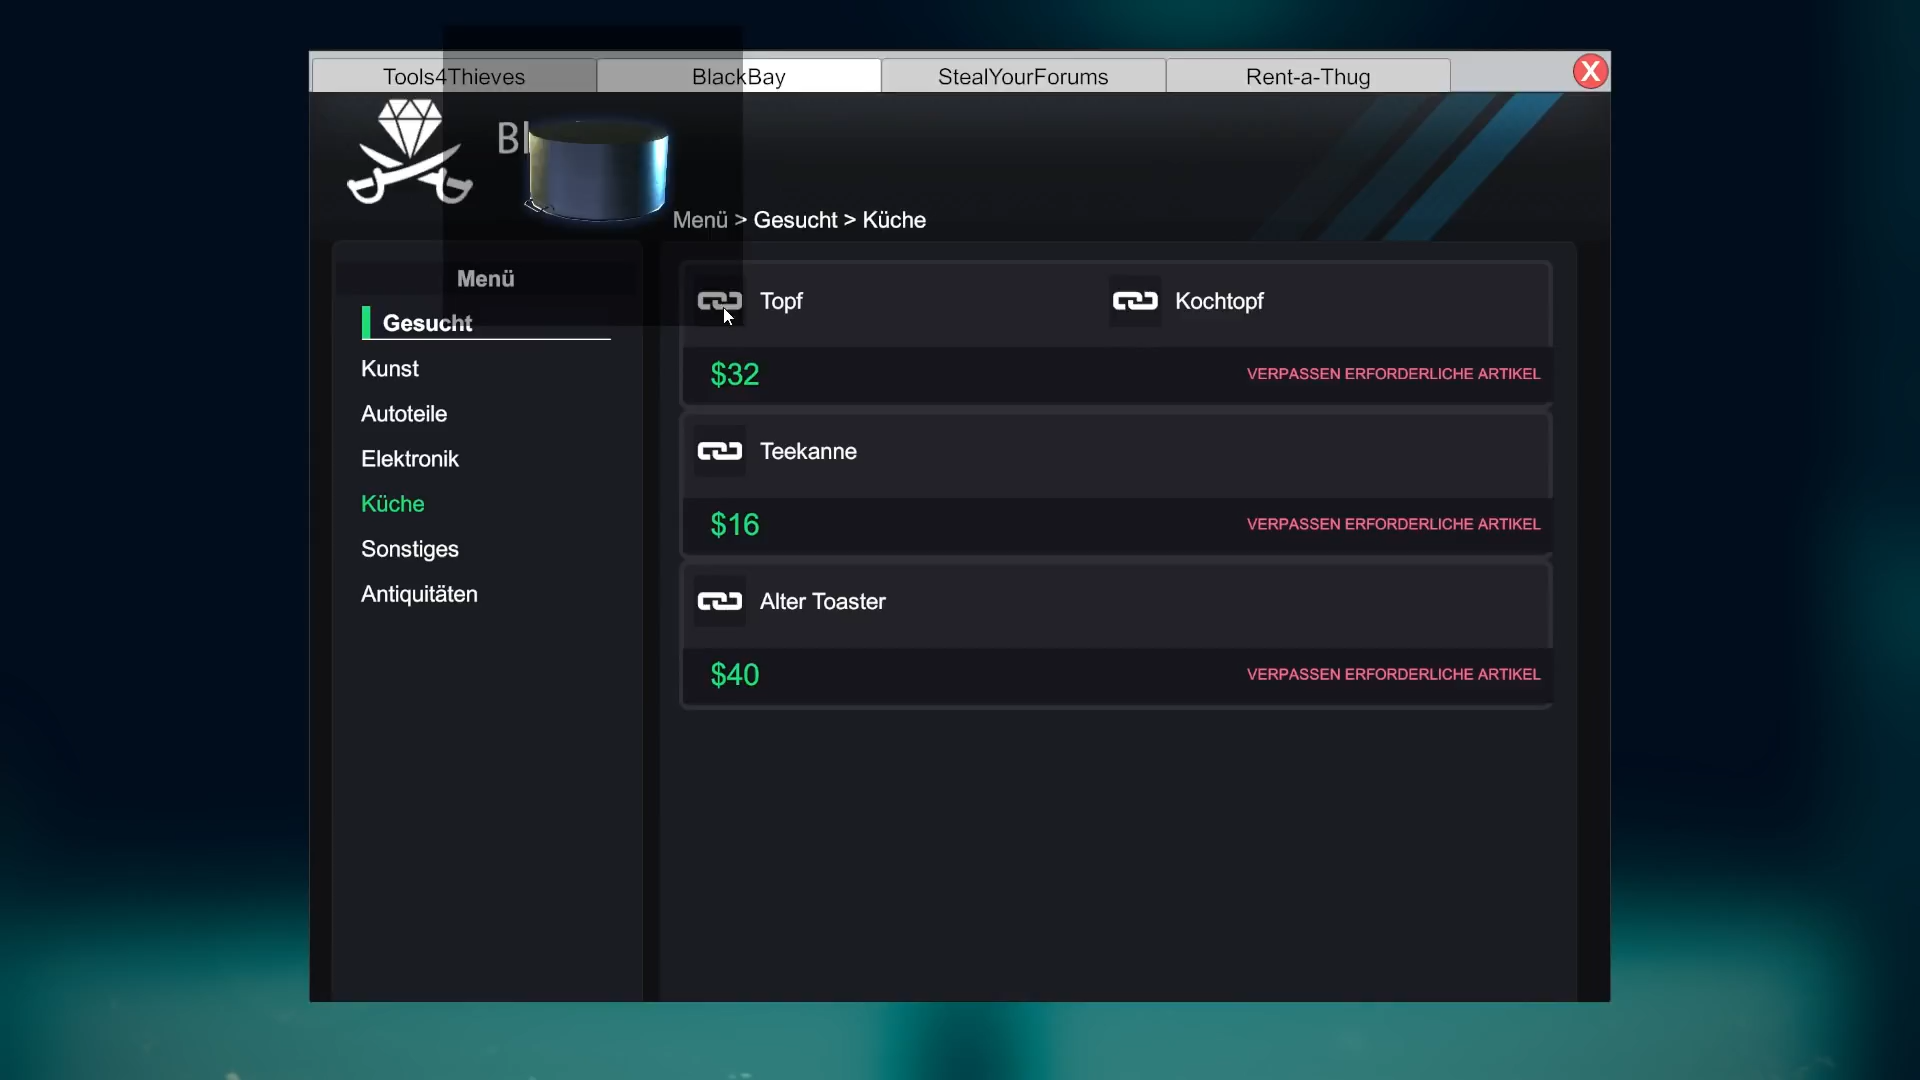 Tools4Thieves
BlackBay
StealYourForums
Rent-a-Thug
X
Menü > Gesucht > Küche
Menü
Gesucht
Kunst
Autoteile
Elektronik
Küche
Sonstiges
Antiquitäten
Topf
Kochtopf
$32
VERPASSEN ERFORDERLICHE ARTIKEL
Teekanne
$16
VERPASSEN ERFORDERLICHE ARTIKEL
Alter Toaster
$40
VERPASSEN ERFORDERLICHE ARTIKEL